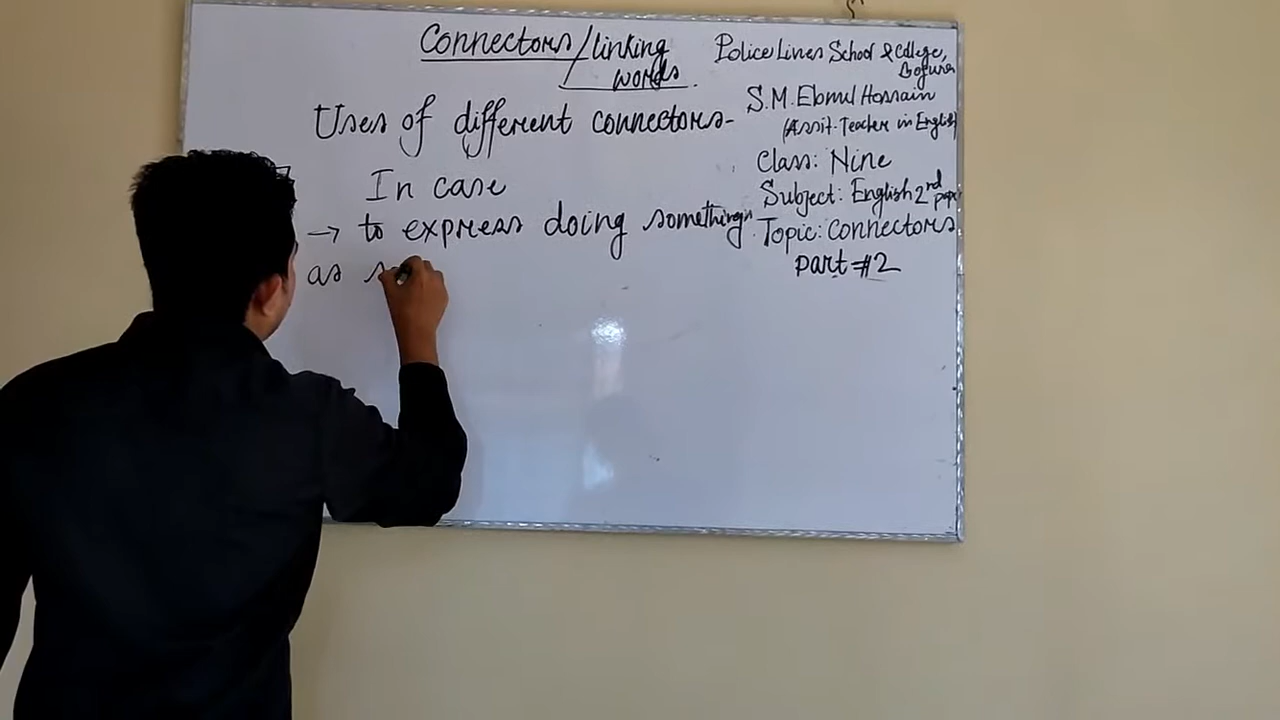 Connectors/linking
words.
Uses of different connectors-
In case
→ to express doing somethings
as s
Police Lines School & College,
Bogura
S.M. Ebnul Hossain
(Assit. Teacher in English)
Class: Nine
Subject: English 2nd paper
Topic: Connectors
part #2